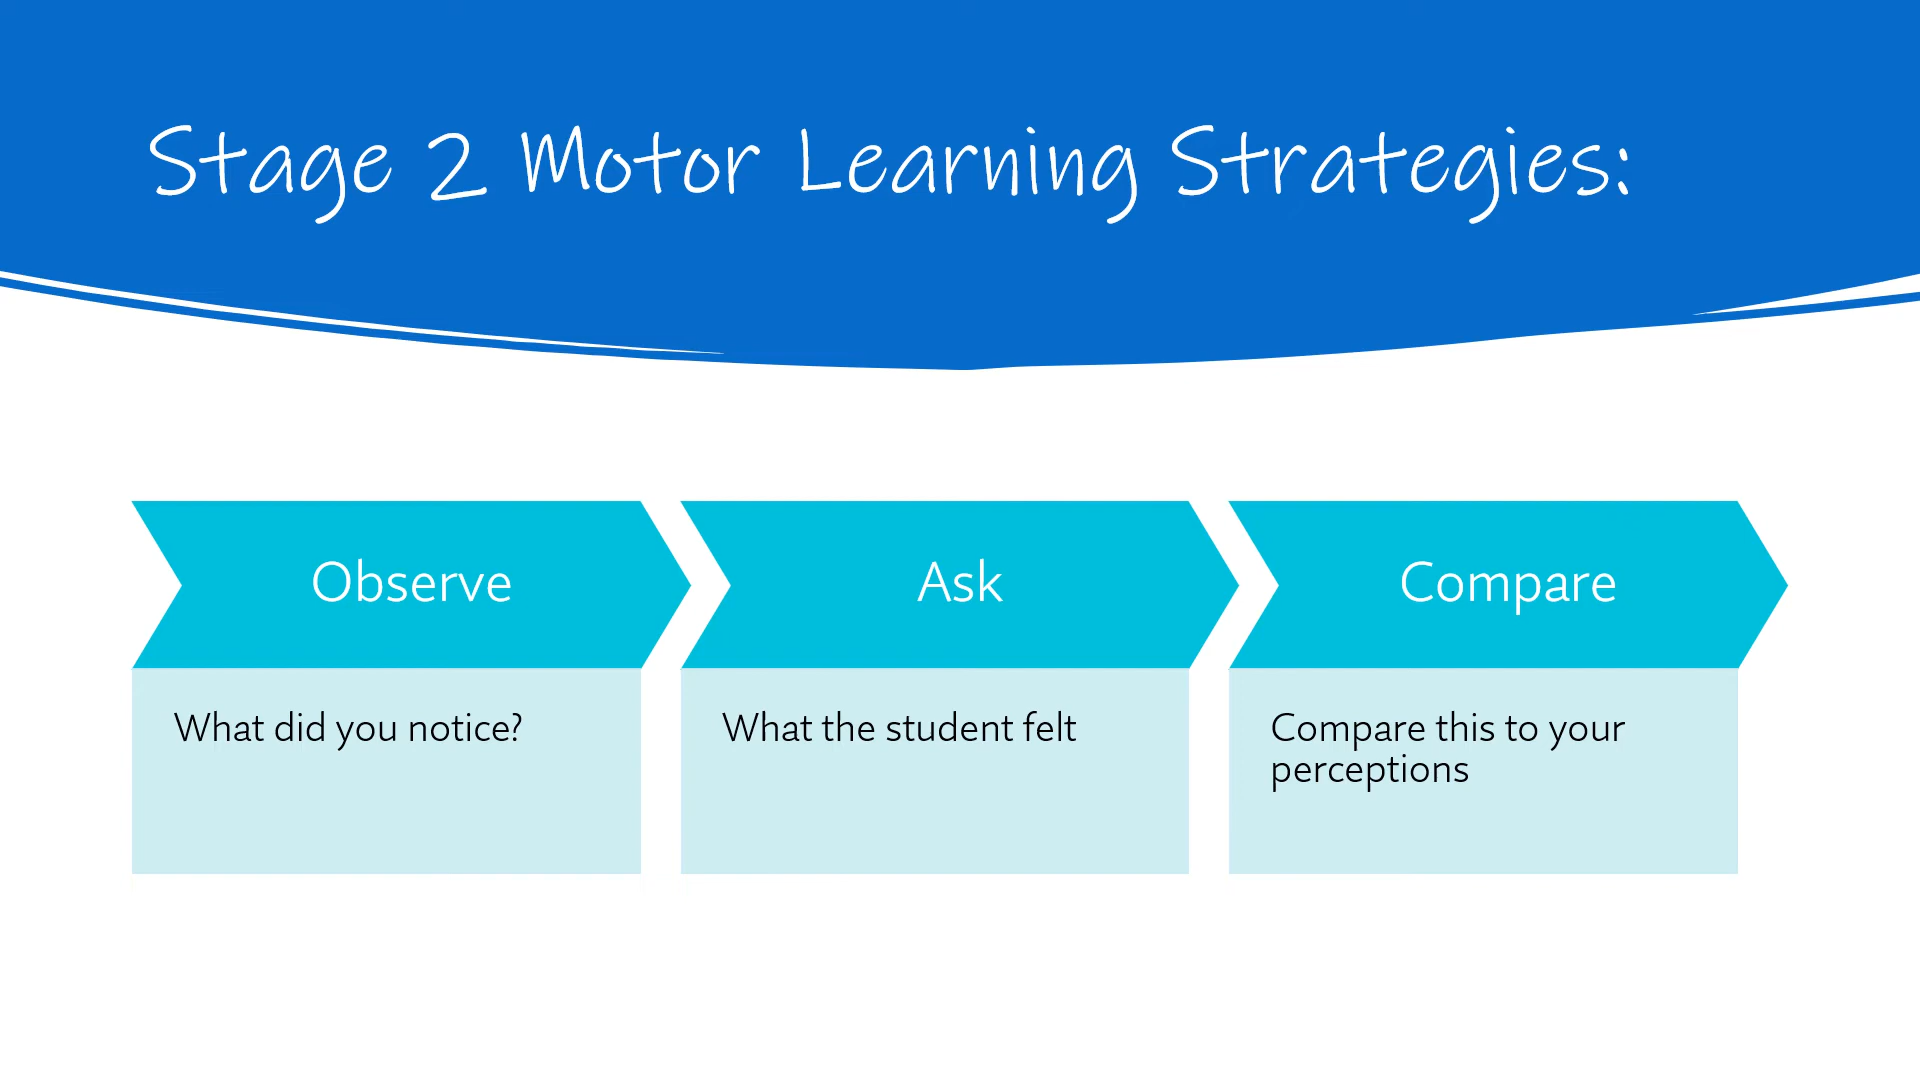 Stage 2 Motor Learning Strategies:
Observe
What did you notice?
Ask
What the student felt
Compare
Compare this to your
perceptions